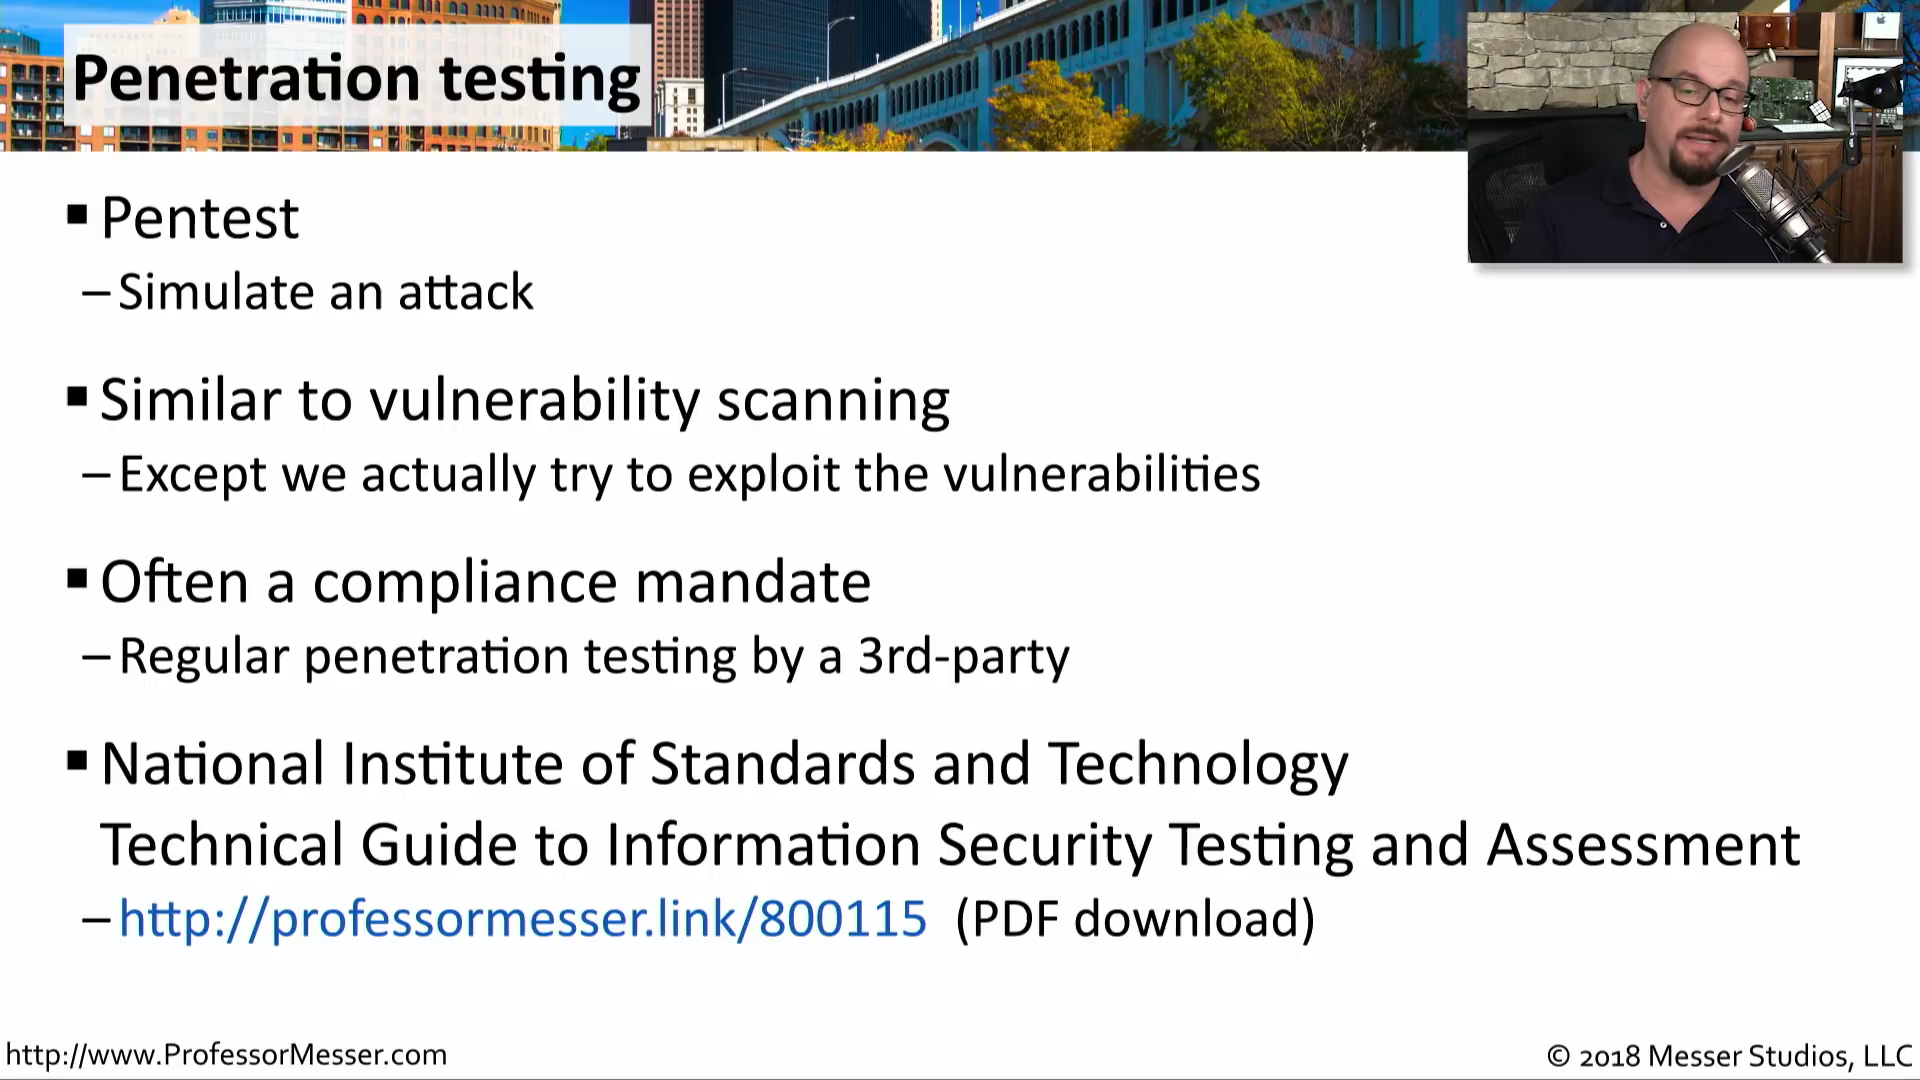 Penetration testing
▪ Pentest
– Simulate an attack
▪ Similar to vulnerability scanning
– Except we actually try to exploit the vulnerabilities
▪ Often a compliance mandate
– Regular penetration testing by a 3rd-party
▪ National Institute of Standards and Technology
Technical Guide to Information Security Testing and Assessment
– http://professormesser.link/800115 (PDF download)
http://www.ProfessorMesser.com
© 2018 Messer Studios, LLC